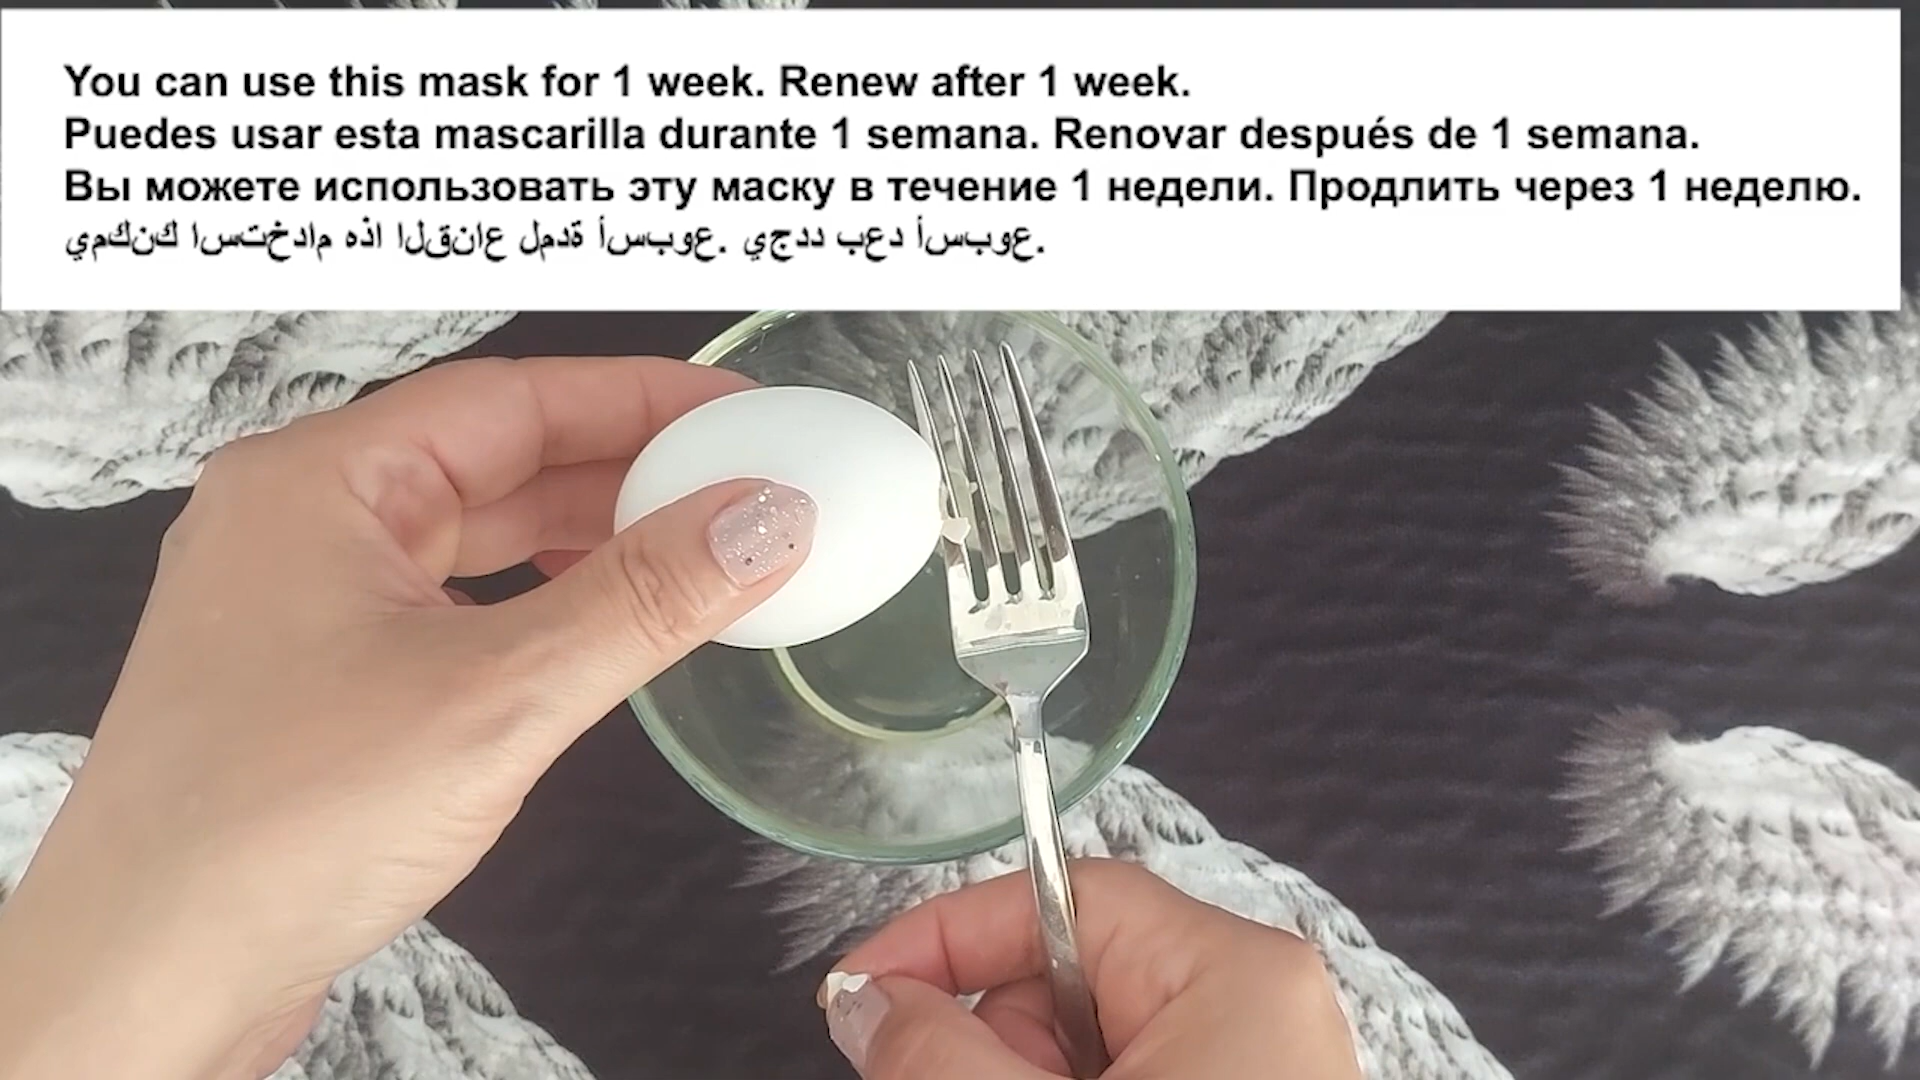 You can use this mask for 1 week. Renew after 1 week.
Puedes usar esta mascarilla durante 1 semana. Renovar después de 1 semana.
Вы можете использовать эту маску в течение 1 недели. Продлить через 1 неделю.
يمكنك استخدام هذا القناع لمدة أسبوع. يجدد بعد أسبوع.